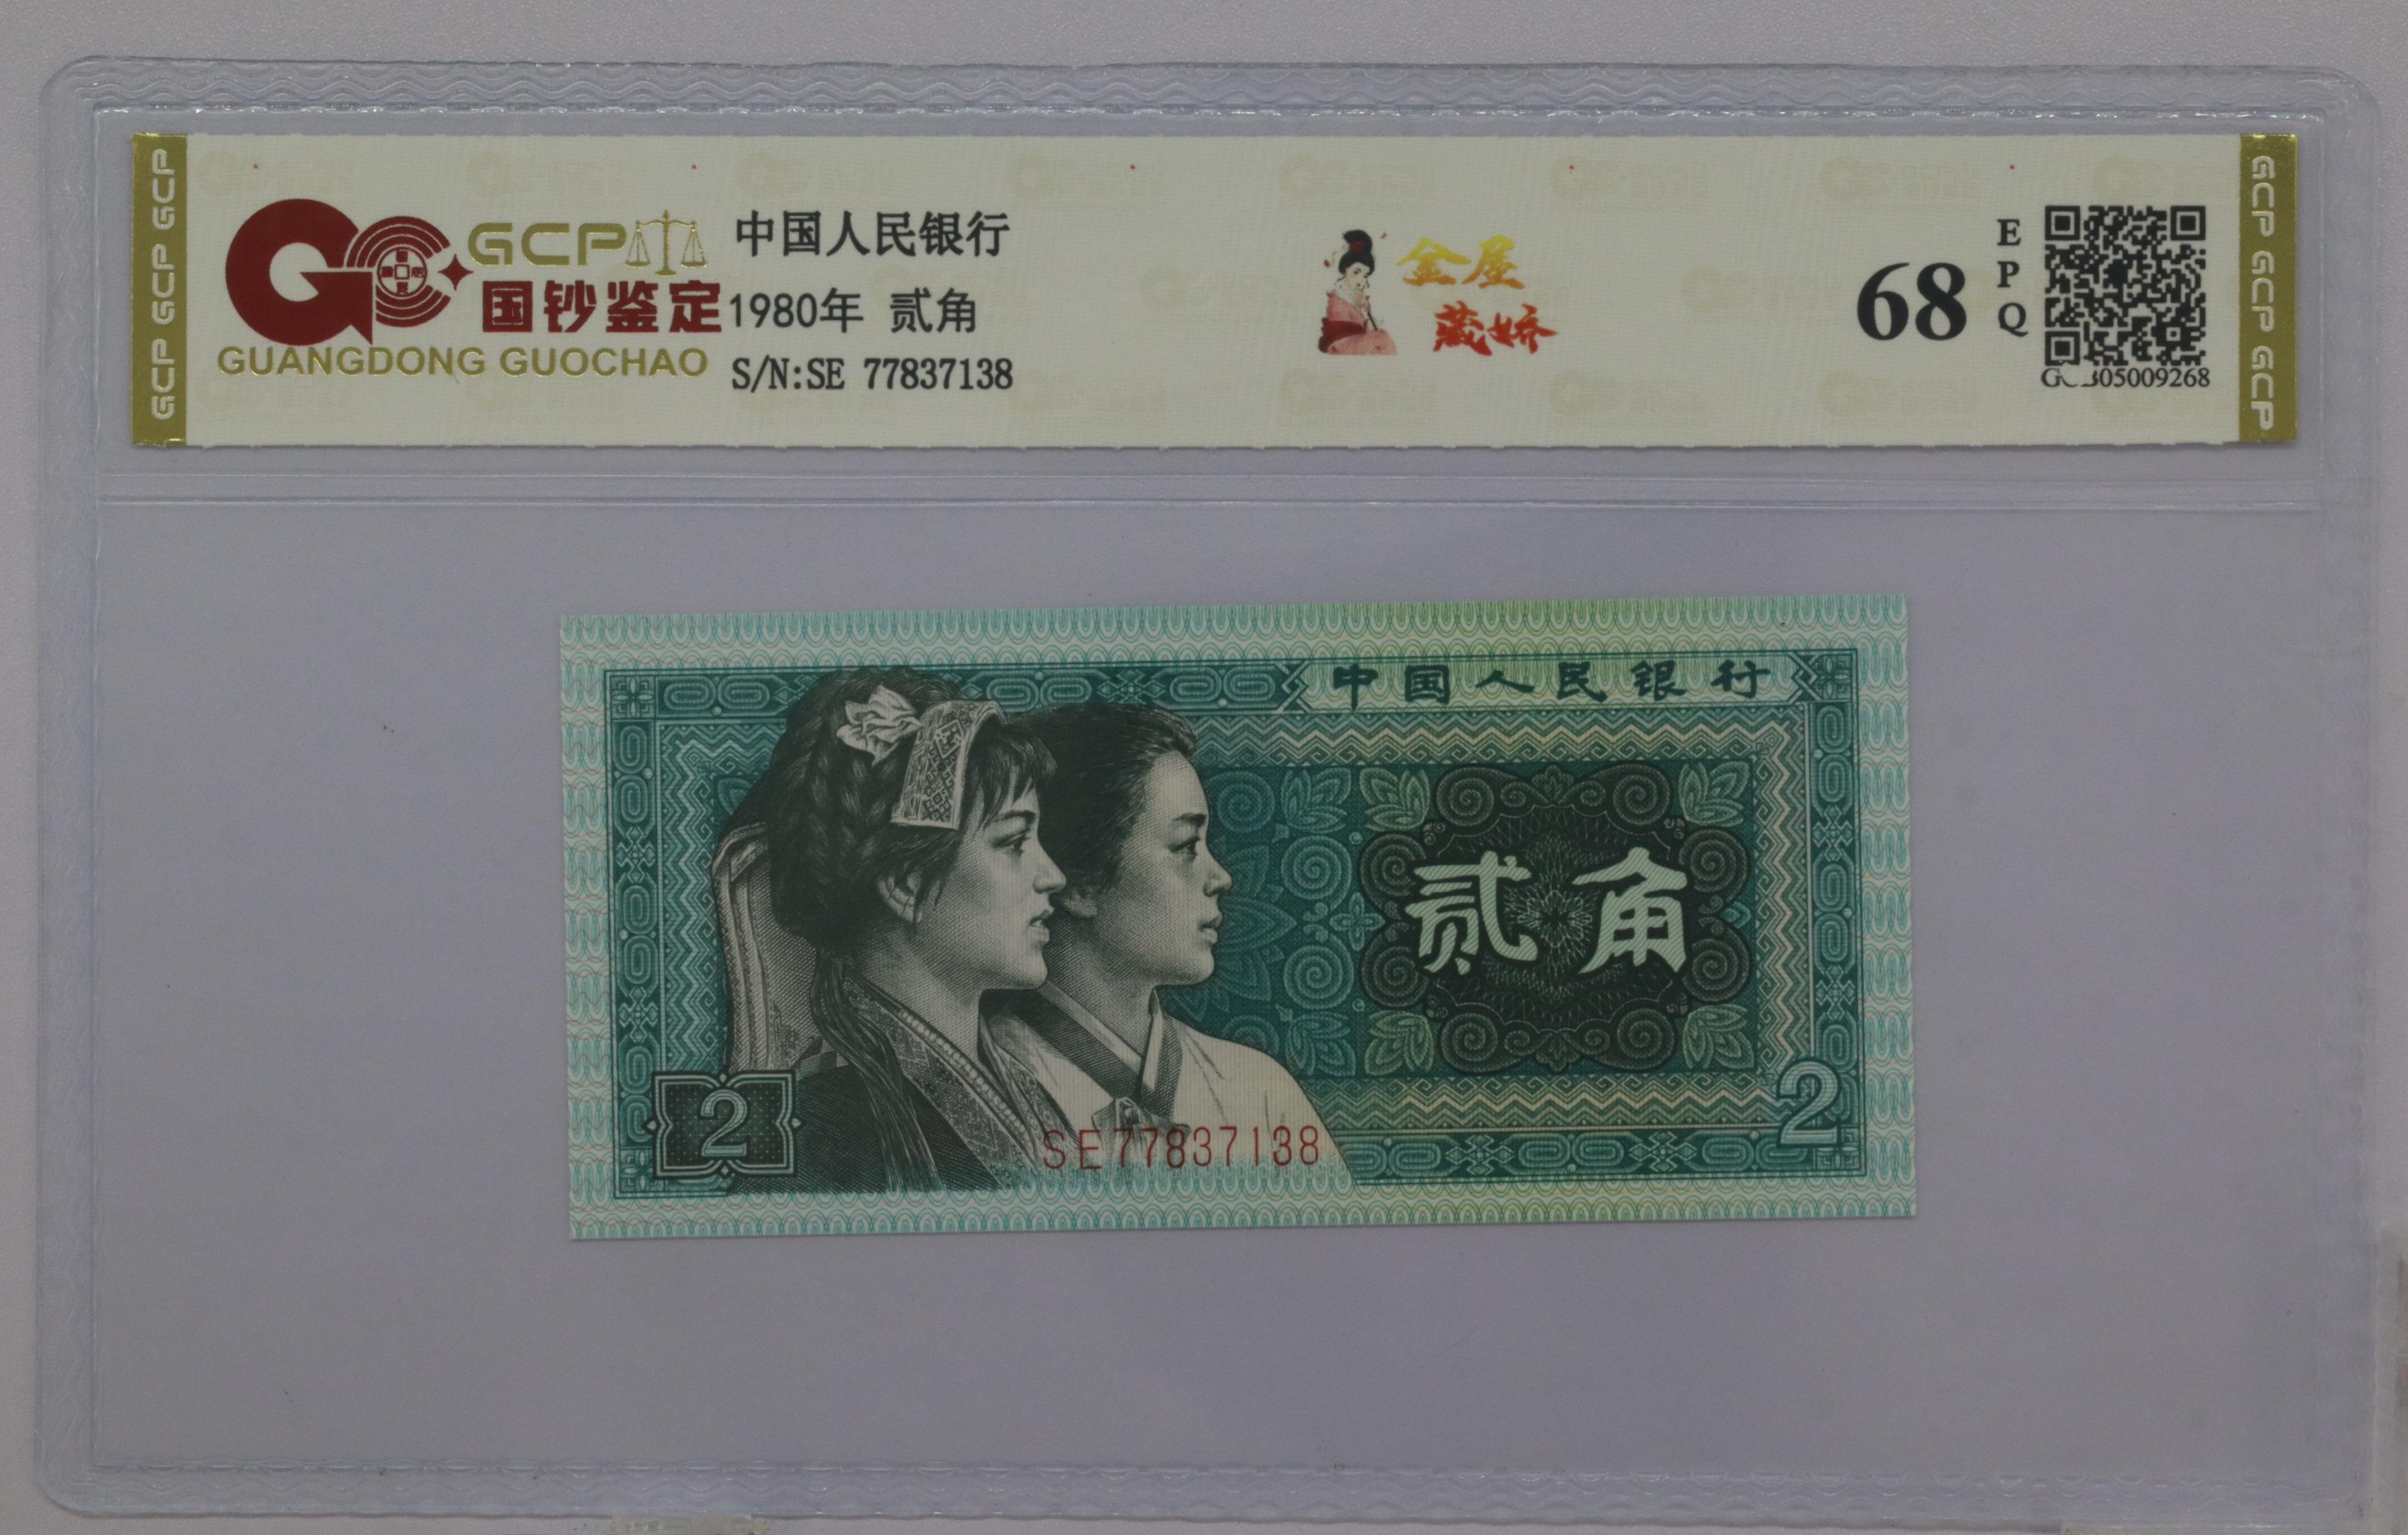 GCP GCP GCP
GCP
国钞鉴定
GUANGDONG GUOCHAO
中国人民银行
1980年 贰角
S/N:SE 77837138
金屋
藏娇
68
EPQ
05009268
GCP GCP GCP
中国人民银行
贰角
2
SE77837138
2